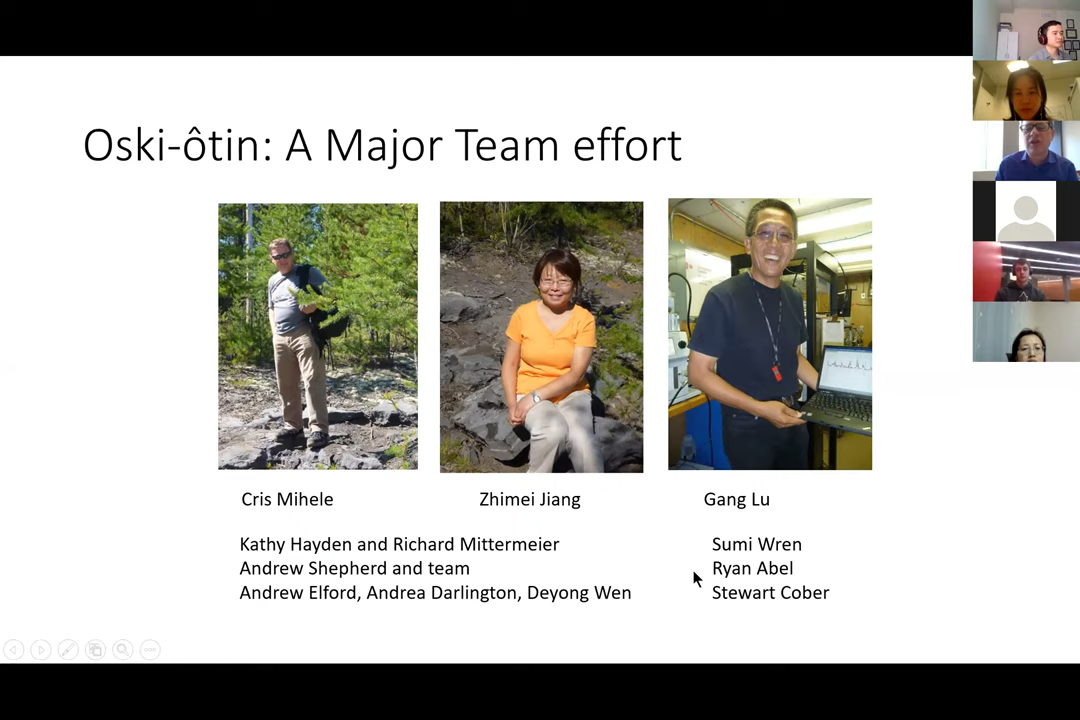 Oski-ôtin: A Major Team effort
Cris Mihele
Zhimei Jiang
Gang Lu
Kathy Hayden and Richard Mittermeier
Andrew Shepherd and team
Andrew Elford, Andrea Darlington, Deyong Wen
Sumi Wren
Ryan Abel
Stewart Cober